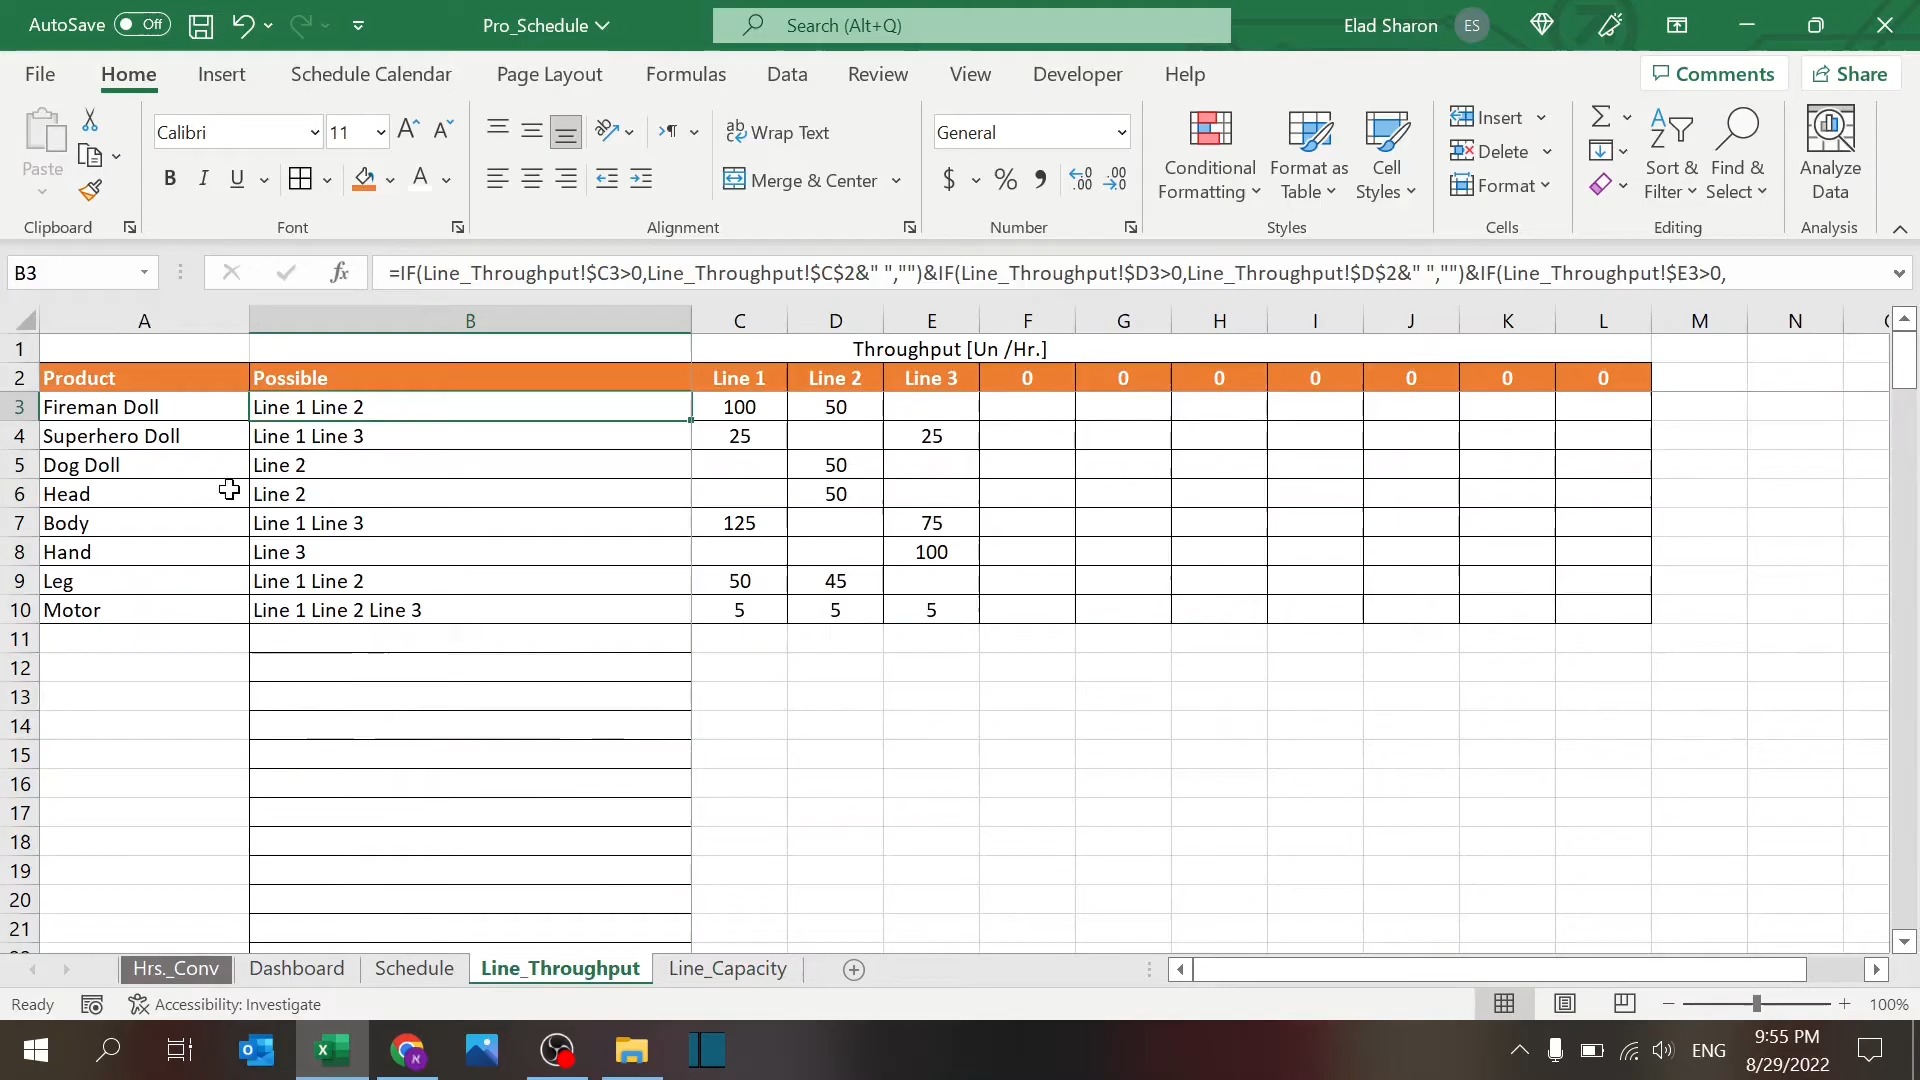 AutoSave Off Pro_Schedule Search (Alt+Q) Elad Sharon ES
File Home Insert Schedule Calendar Page Layout Formulas Data Review View Developer Help Comments Share
Paste Calibri 11 Wrap Text General Conditional Formatting Format as Table Cell Styles Insert Sort & Filter Find & Select Analyze Data
B I U Merge & Center $ % Delete
Format
Clipboard Font Alignment Number Styles Cells Editing Analysis
B3 fx =IF(Line_Throughput!$C3>0,Line_Throughput!$C$2&" ","")&IF(Line_Throughput!$D3>0,Line_Throughput!$D$2&" ","")&IF(Line_Throughput!$E3>0,
A B C D E F G H I J K L M N
1 Throughput [Un /Hr.]
2 Product Possible Line 1 Line 2 Line 3 0 0 0 0 0 0 0
3 Fireman Doll Line 1 Line 2 100 50
4 Superhero Doll Line 1 Line 3 25 25
5 Dog Doll Line 2 50
6 Head Line 2 50
7 Body Line 1 Line 3 125 75
8 Hand Line 3 100
9 Leg Line 1 Line 2 50 45
10 Motor Line 1 Line 2 Line 3 5 5 5
11
12
13
14
15
16
17
18
19
20
21
Hrs._Conv Dashboard Schedule Line_Throughput Line_Capacity
Ready Accessibility: Investigate 100%
ENG 9:55 PM
8/29/2022